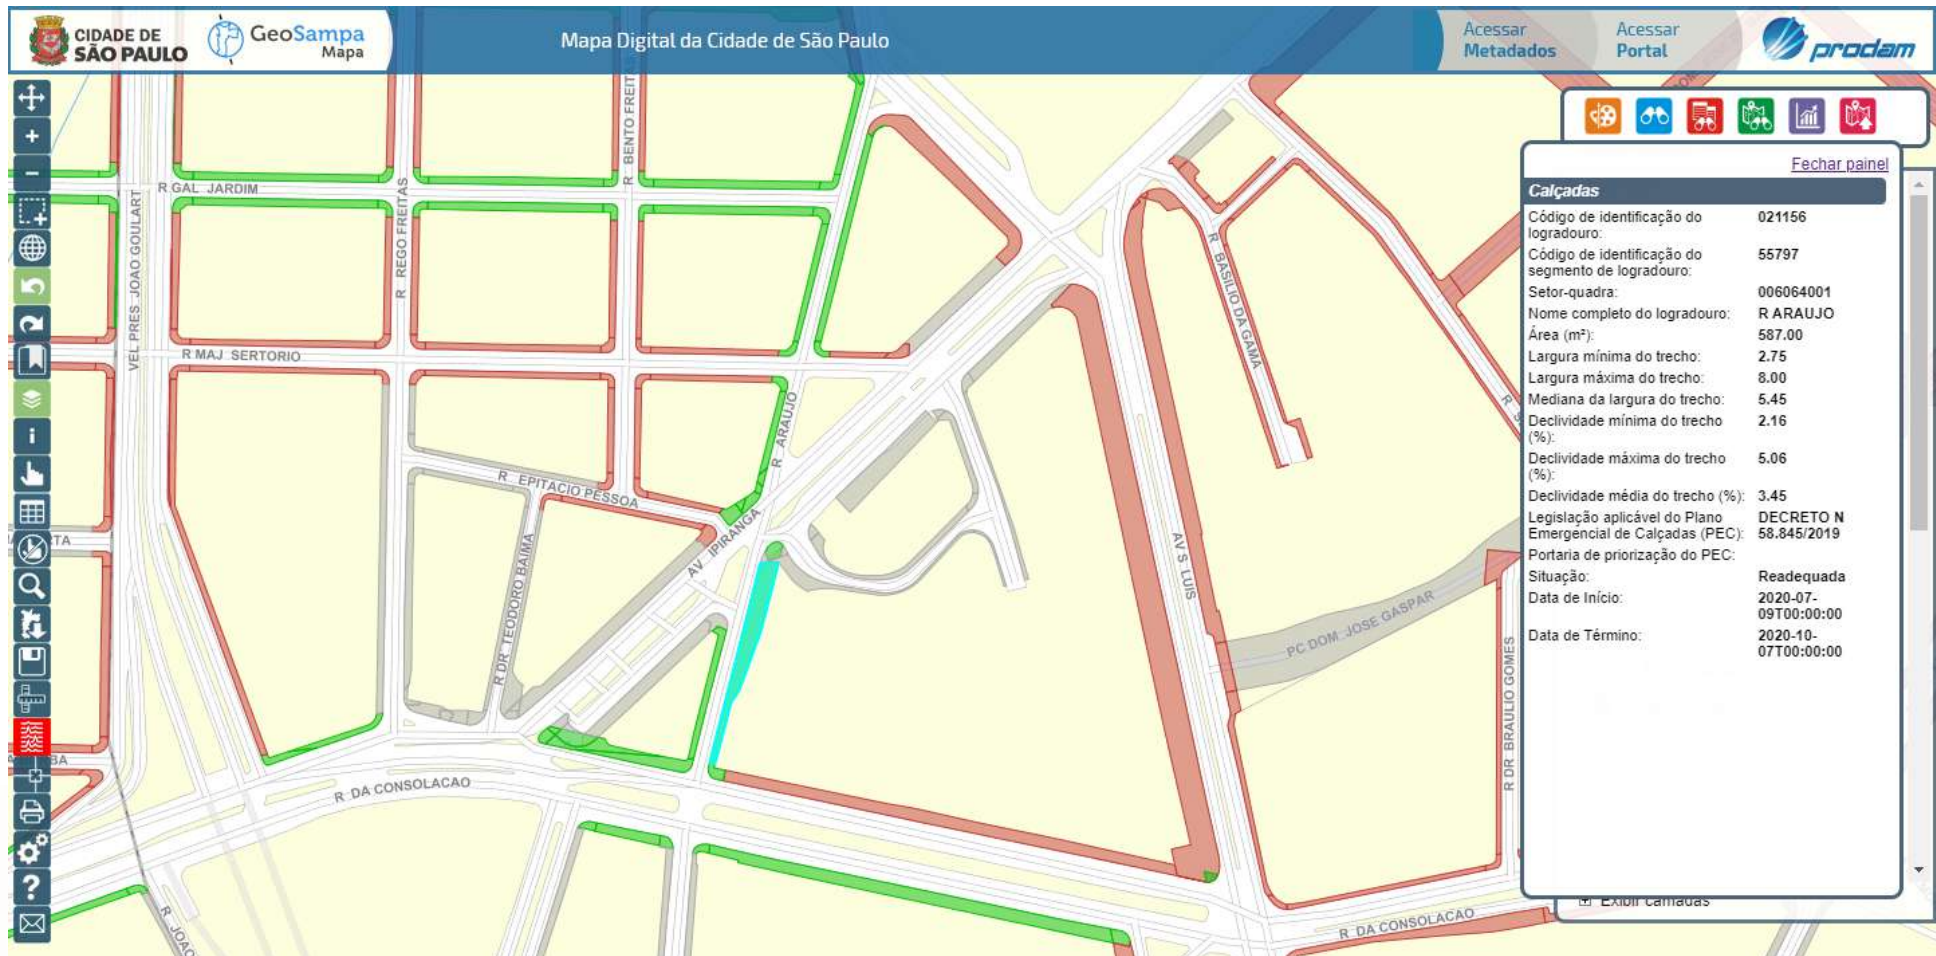 CIDADE DE
SÃO PAULO
GeoSampa
Mapa
Mapa Digital da Cidade de São Paulo
Acessar
Metadados
Acessar
Portal
prodam
Fechar painel
Calçadas
Código de identificação do
logradouro:
021156
Código de identificação do
segmento de logradouro:
55797
Setor-quadra: 006064001
Nome completo do logradouro: R ARAUJO
Área (m²): 587.00
Largura mínima do trecho: 2.75
Largura máxima do trecho: 8.00
Mediana da largura do trecho: 5.45
Declividade mínima do trecho
(%):
2.16
Declividade máxima do trecho
(%):
5.06
Declividade média do trecho (%): 3.45
Legislação aplicável do Plano
Emergencial de Calçadas (PEC):
DECRETO N
58.845/2019
Portaria de priorização do PEC:
Situação: Readequada
Data de Início: 2020-07-
09T00:00:00
Data de Término: 2020-10-
07T00:00:00
Exibir camadas
R GAL JARDIM
VEL PRES JOAO GOULART
R REGO FREITAS
R BENTO FREITAS
R MAJ SERTORIO
R ARAUJO
R EPITACIO PESSOA
AV IPIRANGA
R DR TEODORO BAIMA
R BASILIO DA GAMA
AV S LUIS
PC DOM JOSE GASPAR
R DR BRAULIO GOMES
R DA CONSOLACAO
R DA CONSOLACAO
R JOAO